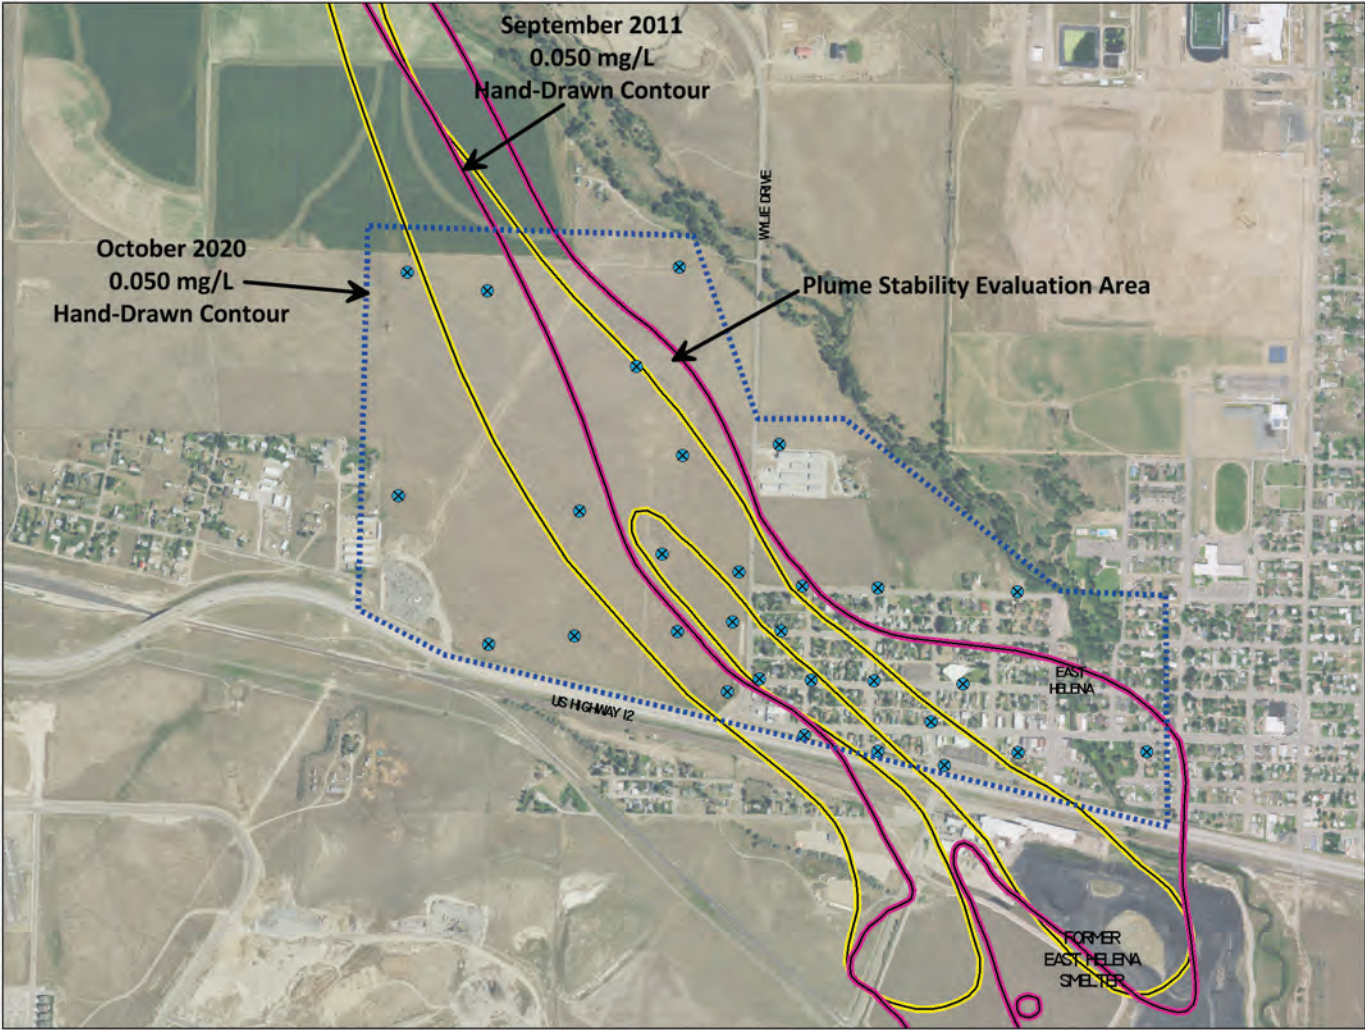 September 2011
0.050 mg/L
Hand-Drawn Contour
WYLIE DRIVE
October 2020
0.050 mg/L
Hand-Drawn Contour
Plume Stability Evaluation Area
EAST
HELENA
US HIGHWAY 12
FORMER
EAST HELENA
SMELTER